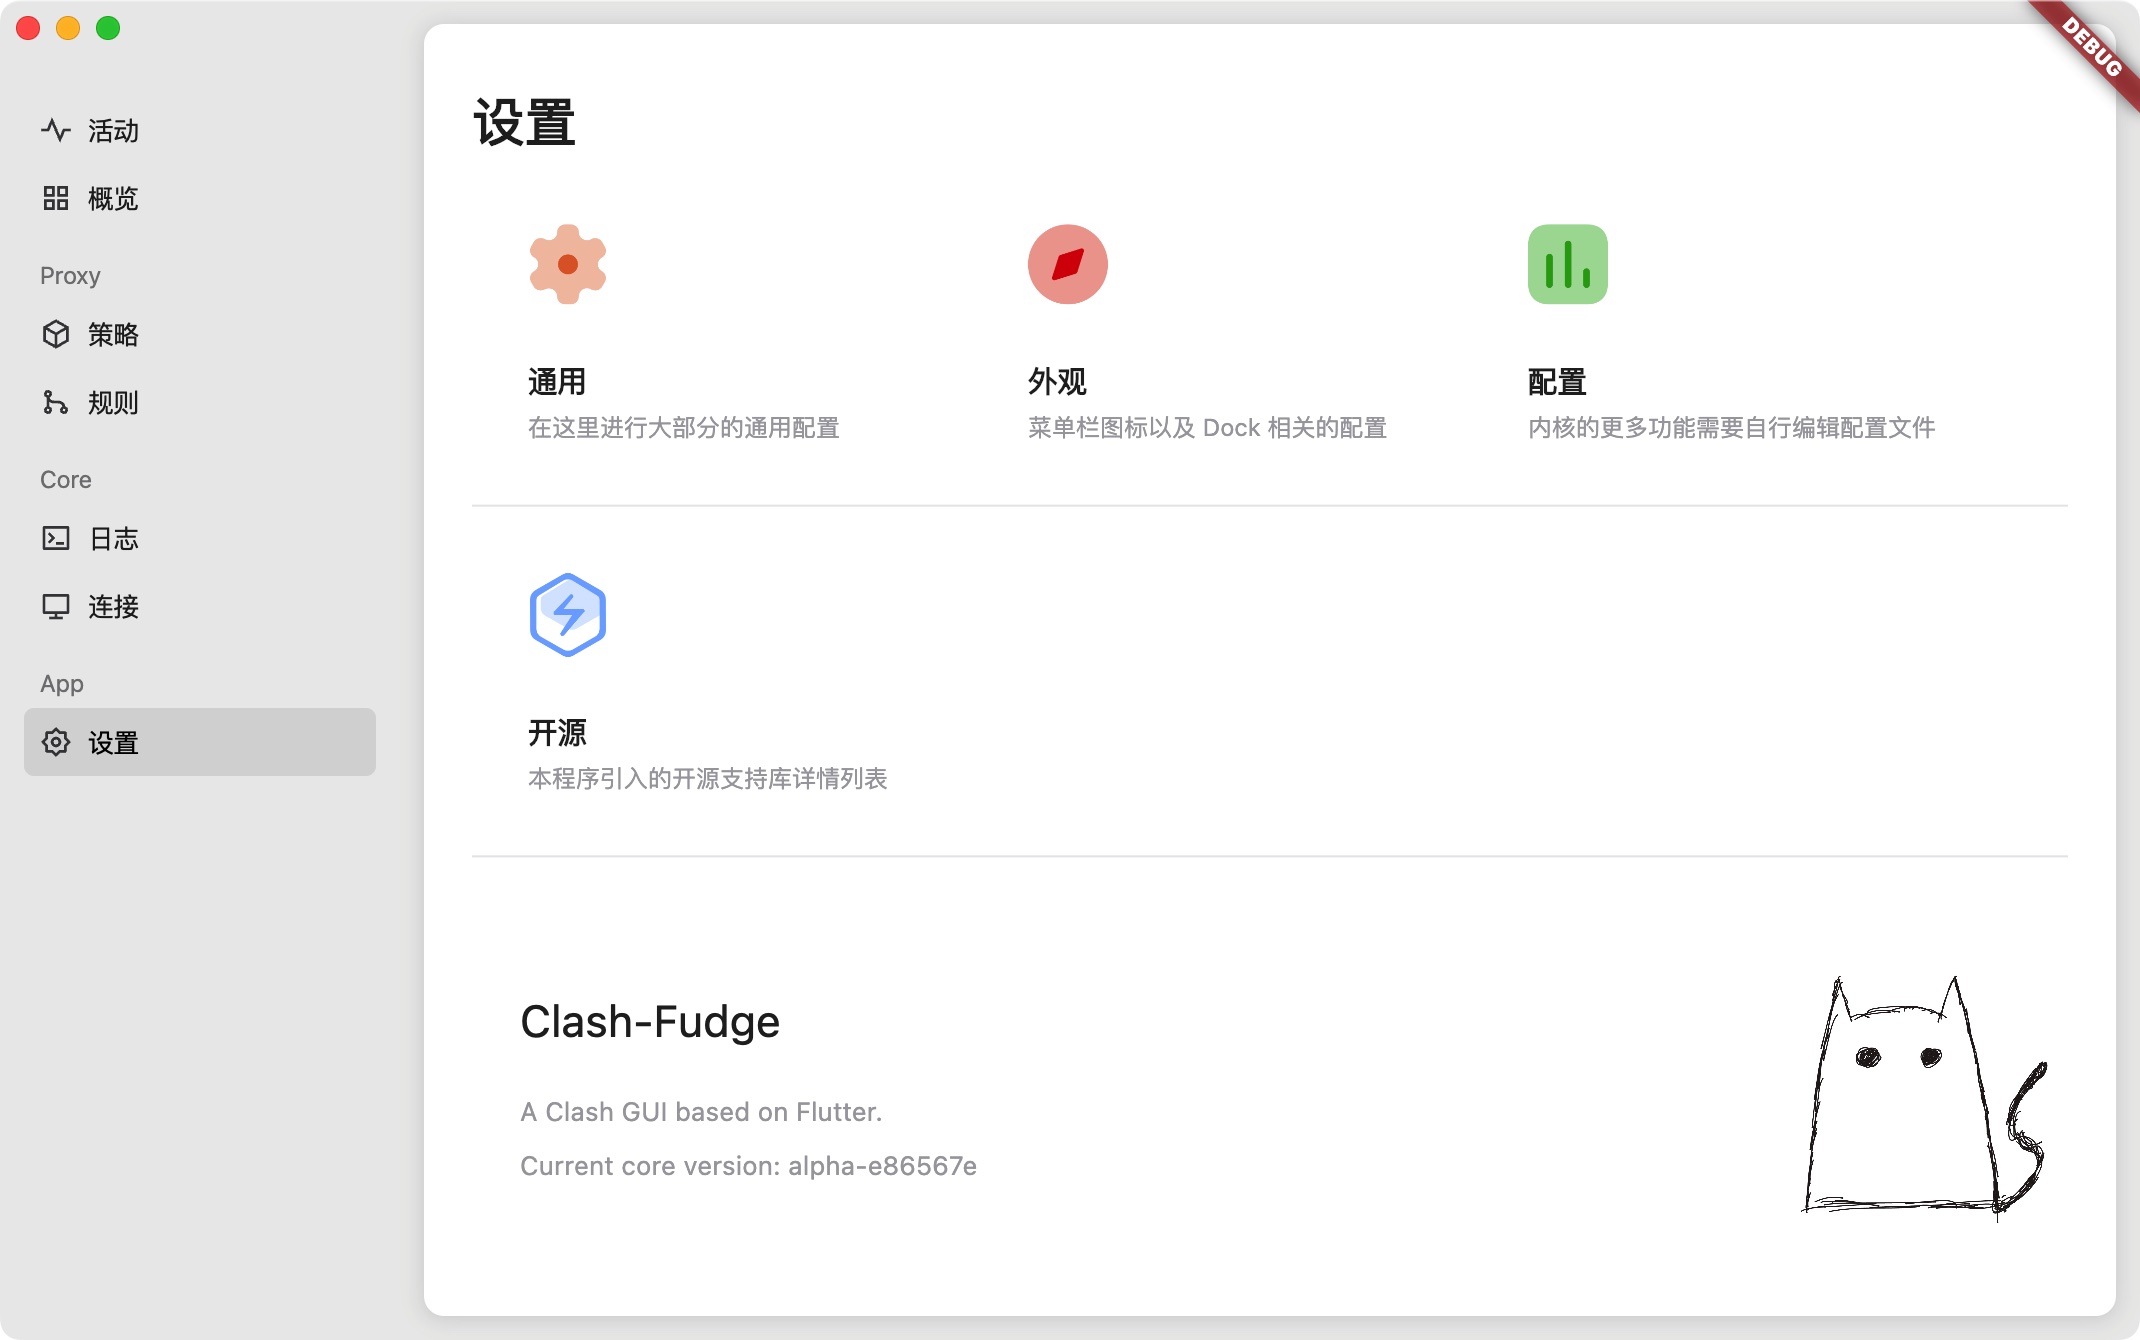 DEBUG
活动
概览
Proxy
策略
规则
Core
日志
连接
App
设置
设置
通用
在这里进行大部分的通用配置
外观
菜单栏图标以及 Dock 相关的配置
配置
内核的更多功能需要自行编辑配置文件
开源
本程序引入的开源支持库详情列表
Clash-Fudge
A Clash GUI based on Flutter.
Current core version: alpha-e86567e